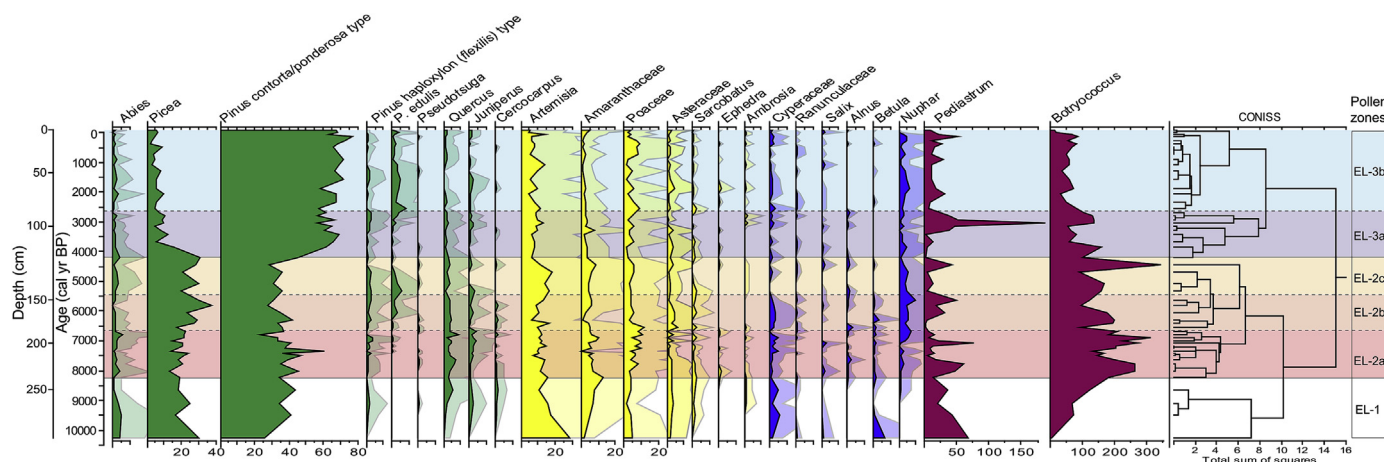 Abies
Picea
Pinus contorta/ponderosa type
Pinus haploxylon (flexilis) type
P. edulis
Pseudotsuga
Quercus
Juniperus
Cercocarpus
Artemisia
Amaranthaceae
Poaceae
Asteraceae
Sarcobatus
Ephedra
Ambrosia
Cyperaceae
Ranunculaceae
Salix
Alnus
Betula
Nuphar
Pediastrum
Botryococcus
CONISS
Pollen
zones
Depth (cm)
0
50
100
150
200
250
Age (cal yr BP)
0
1000
2000
3000
4000
5000
6000
7000
8000
9000
10000
EL-3b
EL-3a
EL-2c
EL-2b
EL-2a
EL-1
20 40 20 40 60 80 20 20 20 50 100 150 100 200 300 2 4 6 8 10 12 14 16
Total sum of squares